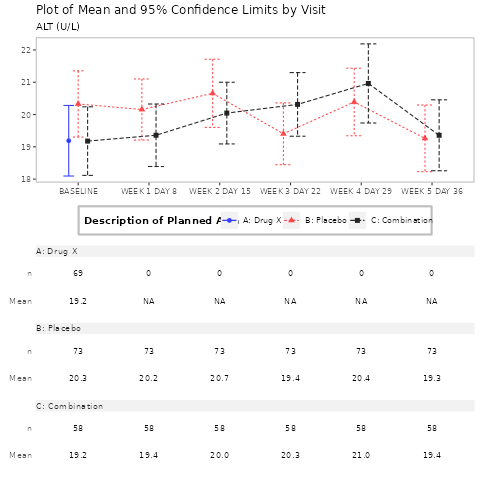 Plot of Mean and 95% Confidence Limits by Visit
ALT (U/L)
22
21
20
19
18
BASELINE WEEK 1 DAY 8 WEEK 2 DAY 15 WEEK 3 DAY 22 WEEK 4 DAY 29 WEEK 5 DAY 36
Description of Planned A A: Drug X B: Placebo C: Combination
A: Drug X
n 69 0 0 0 0 0
Mean 19.2 NA NA NA NA NA
B: Placebo
n 73 73 73 73 73 73
Mean 20.3 20.2 20.7 19.4 20.4 19.3
C: Combination
n 58 58 58 58 58 58
Mean 19.2 19.4 20.0 20.3 21.0 19.4